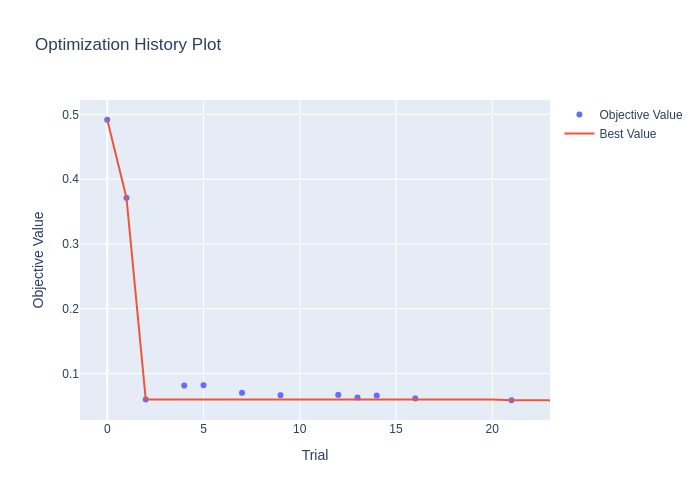 Optimization History Plot
Objective Value
Best Value
0.5
0.4
0.3
0.2
0.1
Objective Value
0
5
10
15
20
Trial